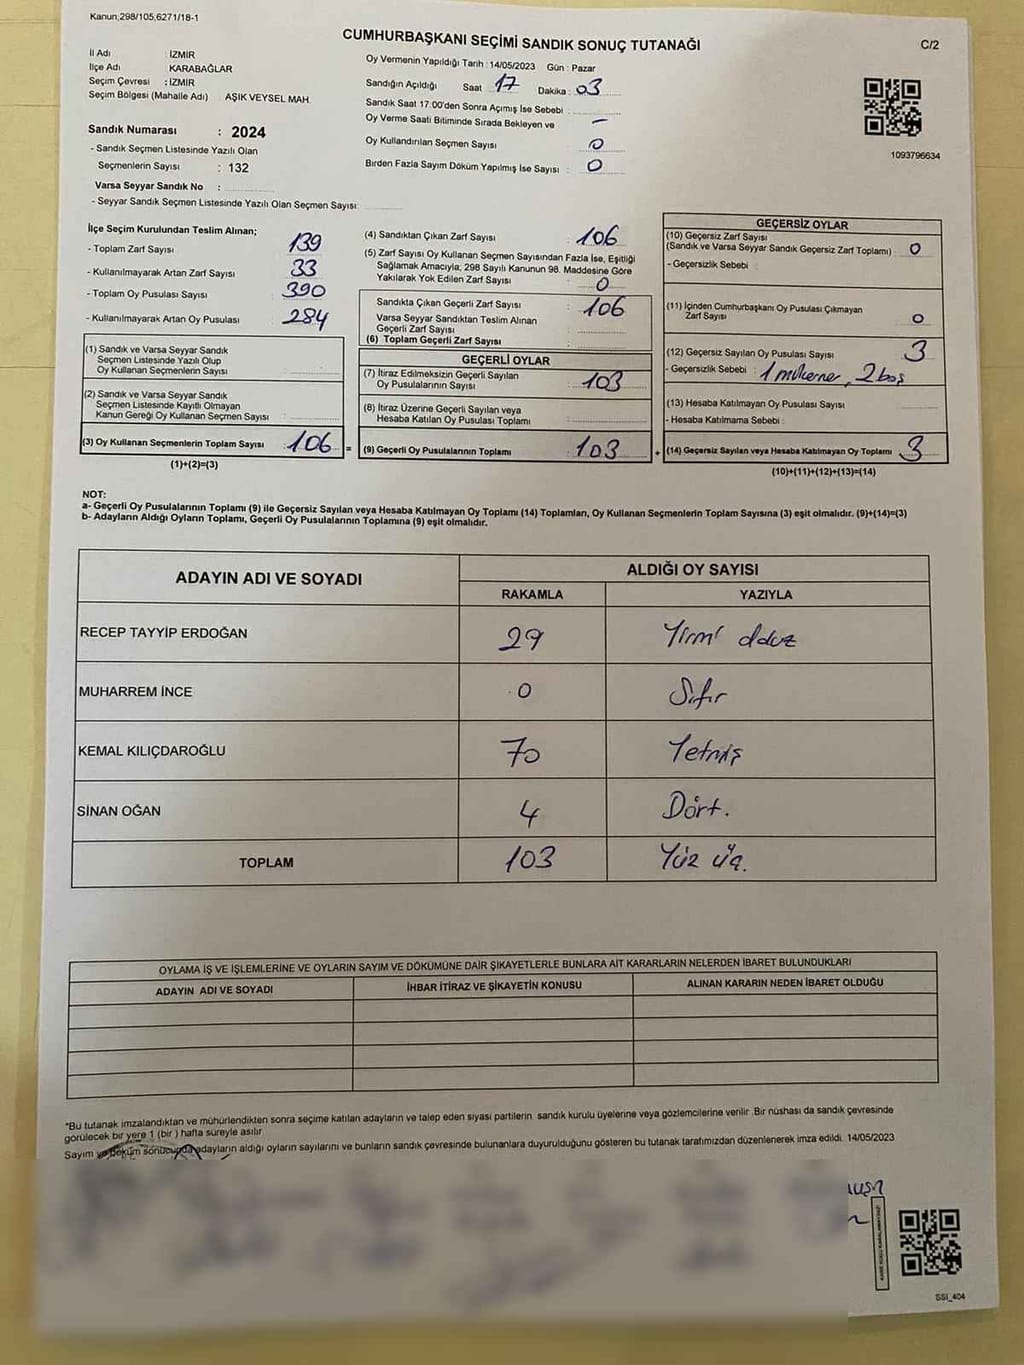 Kanun,298/105,6271/18-1
CUMHURBAŞKANI SEÇİMİ SANDIK SONUÇ TUTANAĞI
C/2
İl Adı : İZMİR
İlçe Adı : KARABAĞLAR
Seçim Çevresi : İZMİR
Seçim Bölgesi (Mahalle Adı) AŞIK VEYSEL MAH.
Sandık Numarası : 2024
- Sandık Seçmen Listesinde Yazılı Olan
Seçmenlerin Sayısı : 132
Varsa Seyyar Sandık No :
- Seyyar Sandık Seçmen Listesinde Yazılı Olan Seçmen Sayısı:
Oy Vermenin Yapıldığı Tarih : 14/05/2023 Gün : Pazar
Sandığın Açıldığı Saat 17 Dakika : 03
Sandık Saat 17:00'den Sonra Açımış İse Sebebi :
Oy Verme Saati Bitiminde Sırada Bekleyen ve –
Oy Kullandırılan Seçmen Sayısı : 0
Birden Fazla Sayım Döküm Yapılmış İse Sayısı : 0
1093796634
İlçe Seçim Kurulundan Teslim Alınan;
- Toplam Zarf Sayısı : 139
- Kullanılmayarak Artan Zarf Sayısı : 33
- Toplam Oy Pusulası Sayısı : 390
- Kullanılmayarak Artan Oy Pusulası : 284
(1) Sandık ve Varsa Seyyar Sandık
Seçmen Listesinde Yazılı Olup
Oy Kullanan Seçmenlerin Sayısı :
(2) Sandık ve Varsa Seyyar Sandık
Seçmen Listesinde Kayıtlı Olmayan
Kanun Gereği Oy Kullanan Seçmen Sayısı :
(3) Oy Kullanan Seçmenlerin Toplam Sayısı : 106 =
(1)+(2)=(3)
(4) Sandıktan Çıkan Zarf Sayısı : 106
(5) Zarf Sayısı Oy Kullanan Seçmen Sayısından Fazla İse, Eşitliği
Sağlamak Amacıyla; 298 Sayılı Kanunun 98. Maddesine Göre
Yakılarak Yok Edilen Zarf Sayısı : 0
Sandıkta Çıkan Geçerli Zarf Sayısı : 106
Varsa Seyyar Sandıktan Teslim Alınan
Geçerli Zarf Sayısı :
(6) Toplam Geçerli Zarf Sayısı :
GEÇERLİ OYLAR
(7) İtiraz Edilmeksizin Geçerli Sayılan
Oy Pusulalarının Sayısı : 103
(8) İtiraz Üzerine Geçerli Sayılan veya
Hesaba Katılan Oy Pusulası Toplamı :
(9) Geçerli Oy Pusulalarının Toplamı : 103 +
GEÇERSİZ OYLAR
(10) Geçersiz Zarf Sayısı : 0
(Sandık ve Varsa Seyyar Sandık Geçersiz Zarf Toplamı)
- Geçersizlik Sebebi :
(11) İçinden Cumhurbaşkanı Oy Pusulası Çıkmayan
Zarf Sayısı : 0
(12) Geçersiz Sayılan Oy Pusulası Sayısı : 3
- Geçersizlik Sebebi : 1 mükerrer, 2 boş
(13) Hesaba Katılmayan Oy Pusulası Sayısı :
- Hesaba Katılmama Sebebi :
(14) Geçersiz Sayılan veya Hesaba Katılmayan Oy Toplamı : 3
(10)+(11)+(12)+(13)=(14)
NOT:
a- Geçerli Oy Pusulalarının Toplamı (9) ile Geçersiz Sayılan veya Hesaba Katılmayan Oy Toplamı (14) Toplamları, Oy Kullanan Seçmenlerin Toplam Sayısına (3) eşit olmalıdır. (9)+(14)=(3)
b- Adayların Aldığı Oyların Toplamı, Geçerli Oy Pusulalarının Toplamına (9) eşit olmalıdır.
ADAYIN ADI VE SOYADI ALDIĞI OY SAYISI
RAKAMLA YAZIYLA
RECEP TAYYİP ERDOĞAN 29 Yirmi dokuz
MUHARREM İNCE 0 Sıfır
KEMAL KILIÇDAROĞLU 70 Yetmiş
SİNAN OĞAN 4 Dört.
TOPLAM 103 Yüz üç.
OYLAMA İŞ VE İŞLEMLERİNE VE OYLARIN SAYIM VE DÖKÜMÜNE DAİR ŞİKAYETLERLE BUNLARA AİT KARARLARIN NELERDEN İBARET BULUNDUKLARI
ADAYIN ADI VE SOYADI İHBAR İTİRAZ VE ŞİKAYETİN KONUSU ALINAN KARARIN NEDEN İBARET OLDUĞU
*Bu tutanak imzalandıktan ve mühürlendikten sonra seçime katılan adayların ve talep eden siyasi partilerin sandık kurulu üyelerine veya gözlemcilerine verilir .Bir nüshası da sandık çevresinde
görülecek bir yere 1 (bir ) hafta süreyle asılır.
Sayım ve döküm sonucunda adayların aldığı oyların sayılarını ve bunların sandık çevresinde bulunanlara duyurulduğunu gösteren bu tutanak tarafımızdan düzenlenerek imza edildi. 14/05/2023
SSI_404